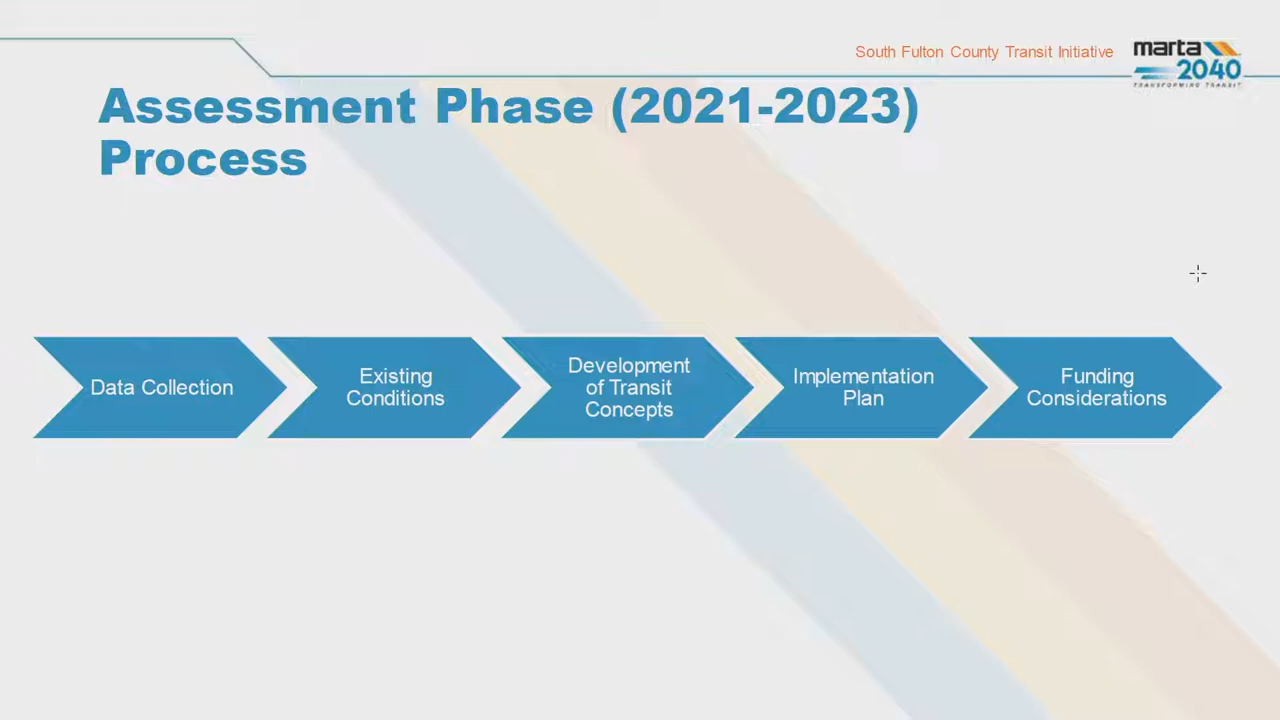 South Fulton County Transit Initiative
marta
2040
TRANSFORMING TRANSIT
Assessment Phase (2021-2023)
Process
Data Collection
Existing
Conditions
Development
of Transit
Concepts
Implementation
Plan
Funding
Considerations